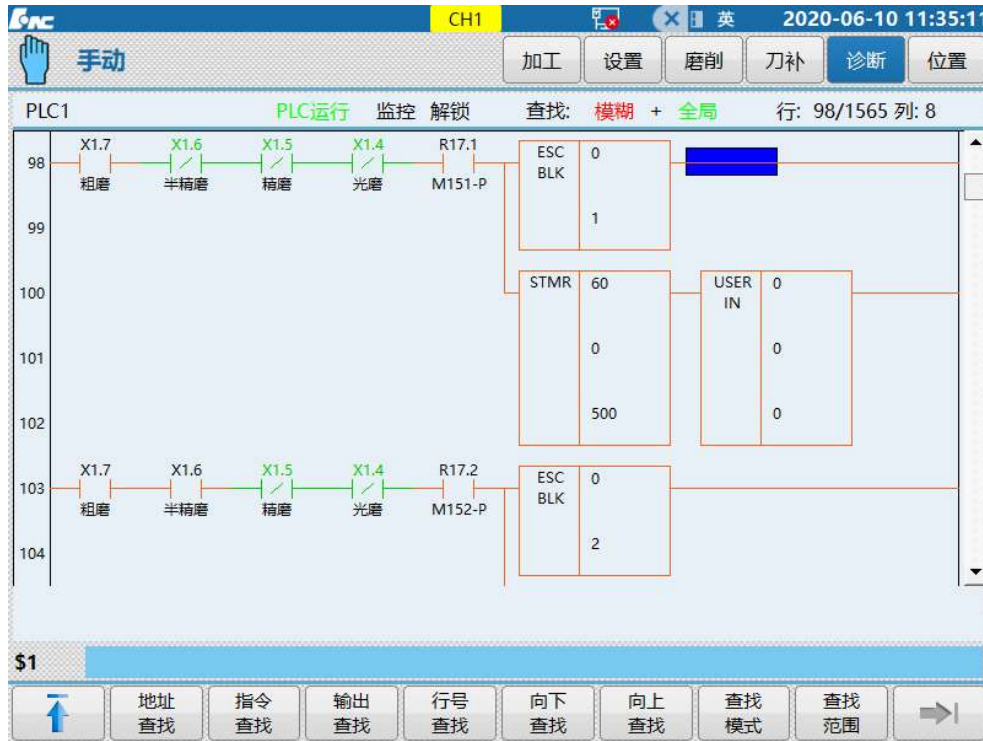 CH1 英 2020-06-10 11:35:11
手动 加工 设置 磨削 刀补 诊断 位置
PLC1 PLC运行 监控 解锁 查找: 模糊 + 全局 行: 98/1565 列: 8
X1.7 X1.6 X1.5 X1.4 R17.1 ESC 0
98 BLK
粗磨 半精磨 精磨 光磨 M151-P
99 1
STMR 60 USER 0
100 IN
101 0 0
102 500 0
X1.7 X1.6 X1.5 X1.4 R17.2 ESC 0
103 BLK
粗磨 半精磨 精磨 光磨 M152-P
104 2
$1
地址 指令 输出 行号 向下 向上 查找 查找
查找 查找 查找 查找 查找 查找 模式 范围